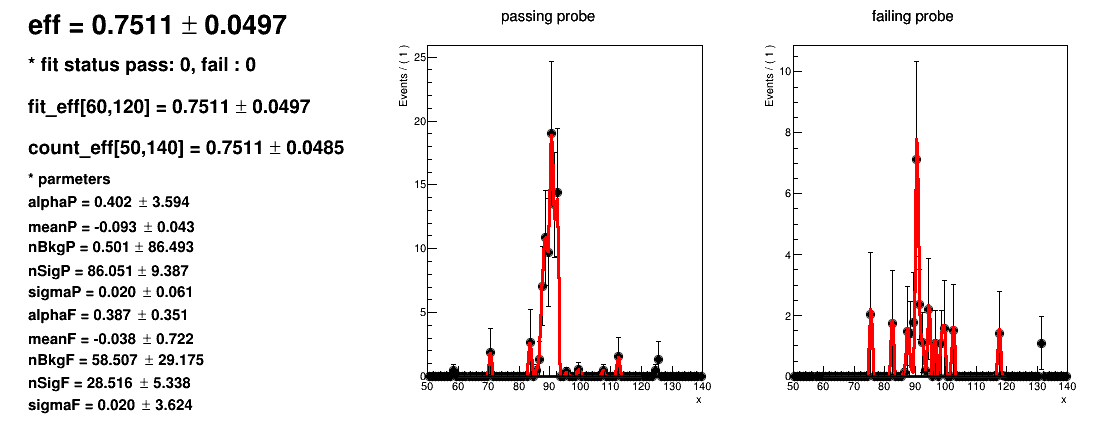 eff = 0.7511 ± 0.0497
* fit status pass: 0, fail : 0
fit_eff[60,120] = 0.7511 ± 0.0497
count_eff[50,140] = 0.7511 ± 0.0485
* parmeters
alphaP = 0.402 ± 3.594
meanP = -0.093 ± 0.043
nBkgP = 0.501 ± 86.493
nSigP = 86.051 ± 9.387
sigmaP = 0.020 ± 0.061
alphaF = 0.387 ± 0.351
meanF = -0.038 ± 0.722
nBkgF = 58.507 ± 29.175
nSigF = 28.516 ± 5.338
sigmaF = 0.020 ± 3.624
passing probe
Events / ( 1 )
25
20
15
10
5
0
50 60 70 80 90 100 110 120 130 140
x
failing probe
Events / ( 1 )
10
8
6
4
2
0
50 60 70 80 90 100 110 120 130 140
x